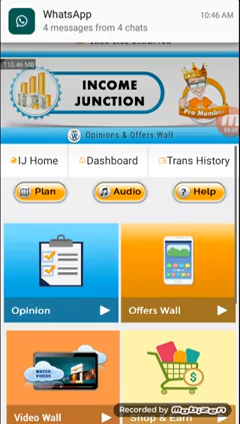 WhatsApp
10:46 AM
4 messages from 4 chats
110.46 MB
INCOME
JUNCTION
Pro Member
Opinions & Offers Wall
IJ Home
Dashboard
Trans History
Plan
Audio
Help
Opinion
Offers Wall
WATCH
VIDEOS
Video Wall
Shop & Earn
Recorded by
MOBIZEN